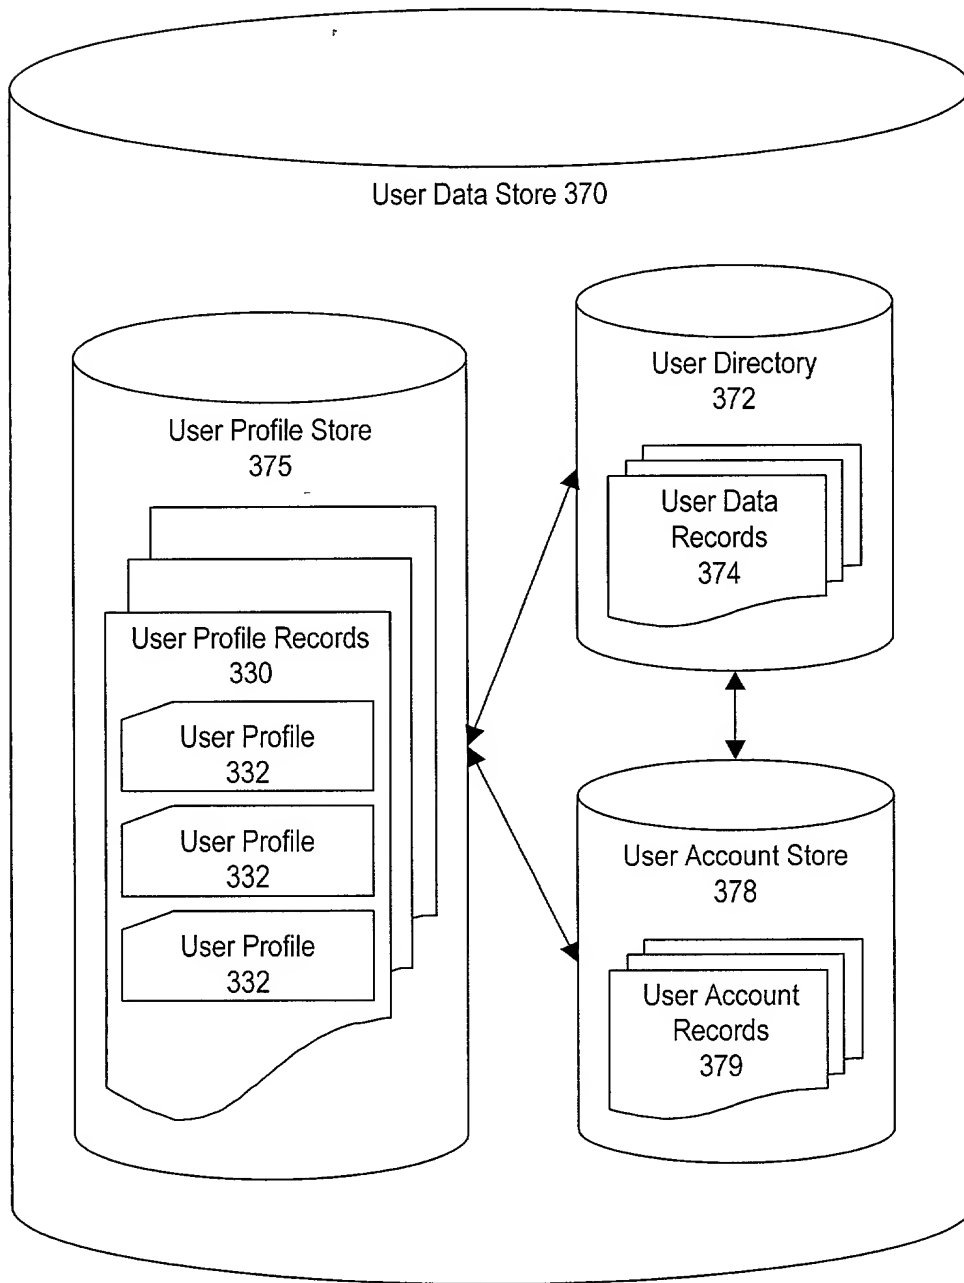 User Data Store 370
User Profile Store
375
User Profile Records
330
User Profile
332
User Profile
332
User Profile
332
User Directory
372
User Data
Records
374
User Account Store
378
User Account
Records
379